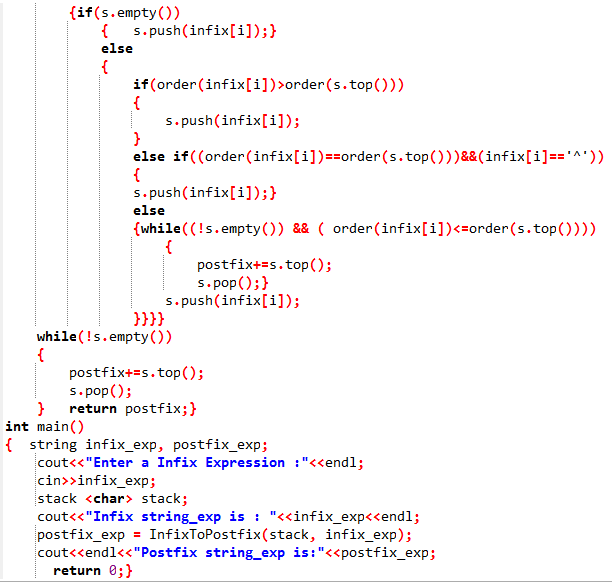 {if(s.empty())
{ s.push(infix[i]);}
else
{
if(order(infix[i])>order(s.top()))
{
s.push(infix[i]);
}
else if((order(infix[i])==order(s.top()))&&(infix[i]=='^'))
{
s.push(infix[i]);}
else
{while((!s.empty()) && ( order(infix[i])<=order(s.top())))
{
postfix+=s.top();
s.pop();}
s.push(infix[i]);
}}}}
while(!s.empty())
{
postfix+=s.top();
s.pop();
} return postfix;}
int main()
{ string infix_exp, postfix_exp;
cout<<"Enter a Infix Expression :"<<endl;
cin>>infix_exp;
stack <char> stack;
cout<<"Infix string_exp is : "<<infix_exp<<endl;
postfix_exp = InfixToPostfix(stack, infix_exp);
cout<<endl<<"Postfix string_exp is:"<<postfix_exp;
return 0;}